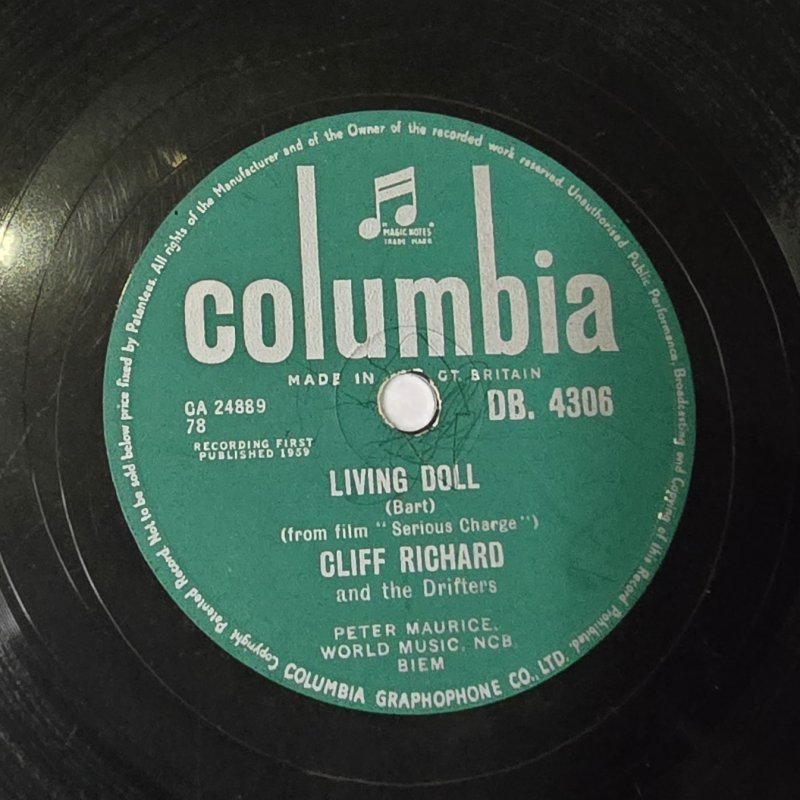 All rights of the Manufacturer and of the Owner of the recorded work reserved. Unauthorised Public Performance, Broadcasting and Copying of this Record Prohibited.
"MAGIC NOTES"
TRADE MARK
columbia
MADE IN GT. BRITAIN
CA 24889
78
DB. 4306
RECORDING FIRST
PUBLISHED 1959
LIVING DOLL
(Bart)
(from film "Serious Charge")
CLIFF RICHARD
and the Drifters
PETER MAURICE.
WORLD MUSIC. NCB.
BIEM
COLUMBIA GRAPHOPHONE CO., LTD.
Copyright Patented Record. Not to be sold below price fixed by Patentees.